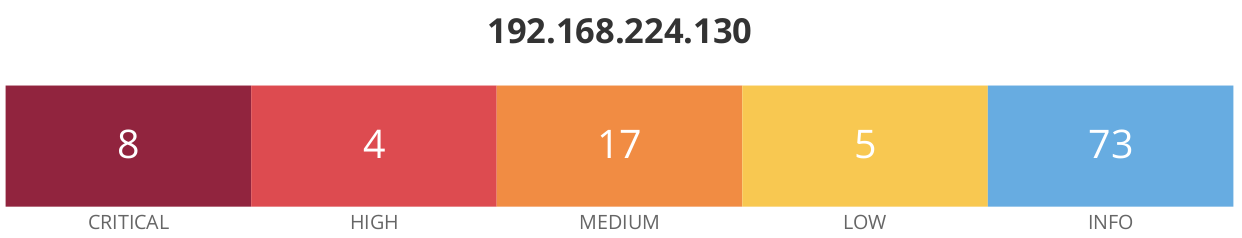 192.168.224.130
8 4 17 5 73
CRITICAL HIGH MEDIUM LOW INFO